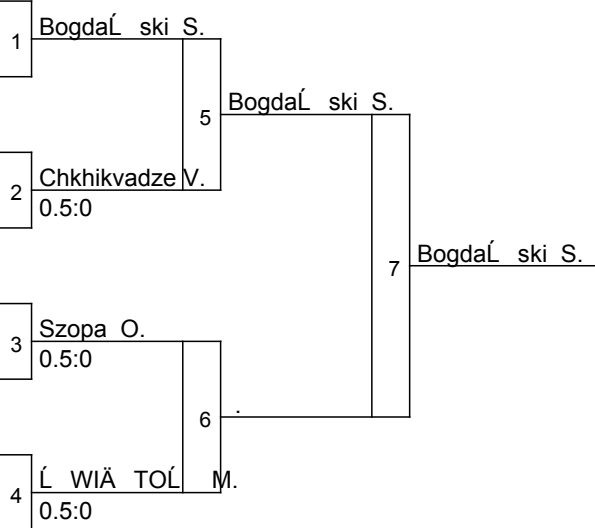 1
BogdaĹ ski S.
5
BogdaĹ ski S.
2
Chkhikvadze V.
0.5:0
7
BogdaĹ ski S.
3
Szopa O.
0.5:0
6
.
4
Ĺ WIÄ TOĹ M.
0.5:0